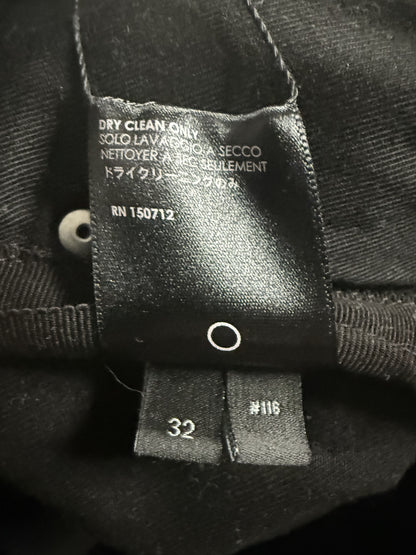 DRY CLEAN ONLY
SOLO LAVAGGIO A SECCO
NETTOYER A SEC SEULEMENT
ドライクリーニングのみ
RN 150712
32
#116